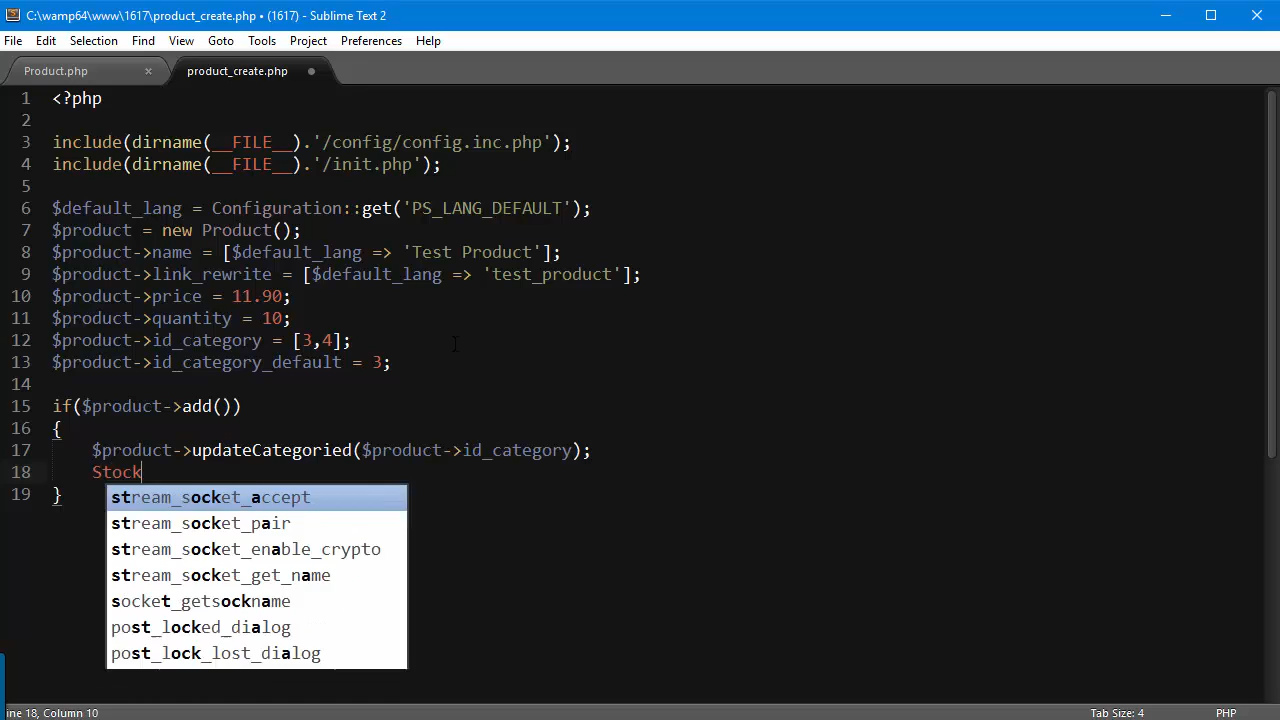 C:\wamp64\www\1617\product_create.php • (1617) - Sublime Text 2
File Edit Selection Find View Goto Tools Project Preferences Help
Product.php × product_create.php
1 <?php
2
3 include(dirname(__FILE__).'/config/config.inc.php');
4 include(dirname(__FILE__).'/init.php');
5
6 $default_lang = Configuration::get('PS_LANG_DEFAULT');
7 $product = new Product();
8 $product->name = [$default_lang => 'Test Product'];
9 $product->link_rewrite = [$default_lang => 'test_product'];
10 $product->price = 11.90;
11 $product->quantity = 10;
12 $product->id_category = [3,4];
13 $product->id_category_default = 3;
14
15 if($product->add())
16 {
17 $product->updateCategoried($product->id_category);
18 Stock
19 }
stream_socket_accept
stream_socket_pair
stream_socket_enable_crypto
stream_socket_get_name
socket_getsockname
post_locked_dialog
post_lock_lost_dialog
ine 18, Column 10 Tab Size: 4 PHP